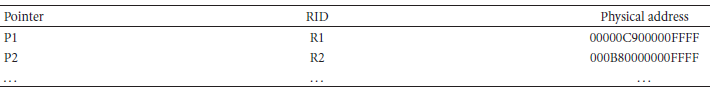 Pointer RID Physical address
P1 R1 00000C900000FFFF
P2 R2 000B80000000FFFF
... ... ...